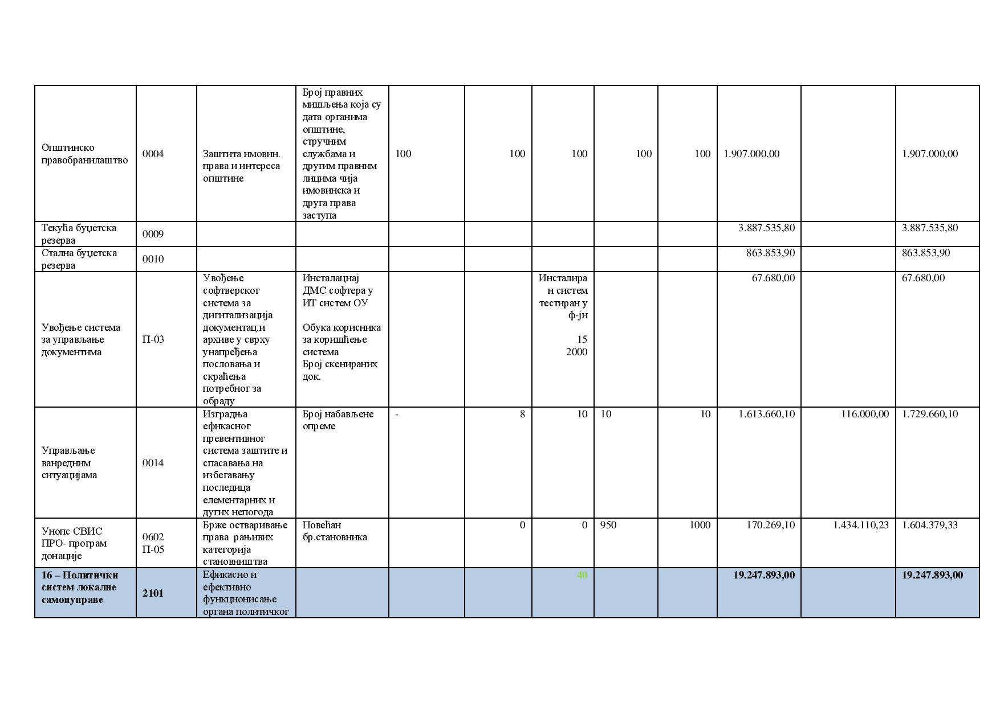 Општинско
правобранилаштво
0004
Заштита имовин.
права и интереса
општине
Број правних
мишљења која су
дата органима
општине,
стручним
службама и
другим правним
лицима чија
имовинска и
друга права
заступа
100
100
100
100
100
1.907.000,00
1.907.000,00
Текућа буџетска
резерва
0009
3.887.535,80
3.887.535,80
Стална буџетска
резерва
0010
863.853,90
863.853,90
Увођење система
за управљање
документима
П-03
Увођење
софтверског
система за
дигитализација
документац.и
архиве у сврху
унапређења
пословања и
скраћења
потребног за
обраду
Инсталациај
ДМС софтера у
ИТ систем ОУ
Обука корисника
за коришћење
система
Број скенираних
док.
Инсталира
н систем
тестиран у
ф-ји
15
2000
67.680,00
67.680,00
Управљање
ванредним
ситуацијама
0014
Изградња
ефикасног
превентивног
система заштите и
спасавања на
избегавању
последица
елементарних и
дугих непогода
Број набављене
опреме
-
8
10
10
10
1.613.660,10
116.000,00
1.729.660,10
Унопс СВИС
ПРО- програм
донације
0602
П-05
Брже остваривање
права  рањивих
категорија
становништва
Повећан
бр.становника
0
0
950
1000
170.269,10
1.434.110,23
1.604.379,33
16 – Политички
систем локалне
самопуправе
2101
Ефикасно и
ефективно
функционисање
органа политичког
40
19.247.893,00
19.247.893,00